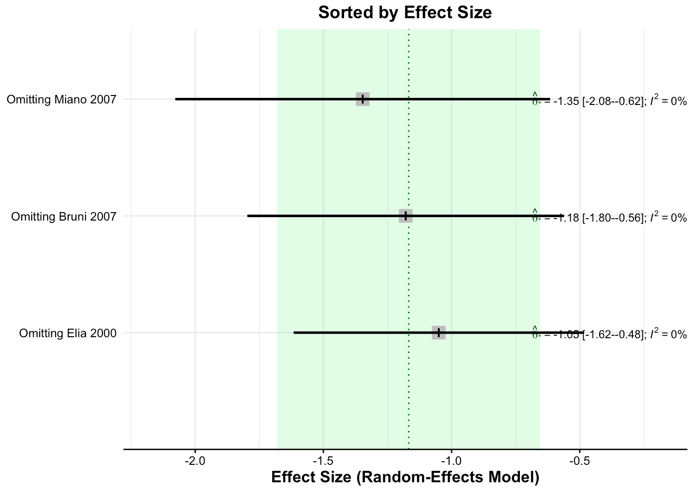 Sorted by Effect Size
Omitting Miano 2007
θ̂* = -1.35 [-2.08--0.62]; I² = 0%
Omitting Bruni 2007
θ̂* = -1.18 [-1.80--0.56]; I² = 0%
Omitting Elia 2000
θ̂* = -1.05 [-1.62--0.48]; I² = 0%
-2.0 -1.5 -1.0 -0.5
Effect Size (Random-Effects Model)